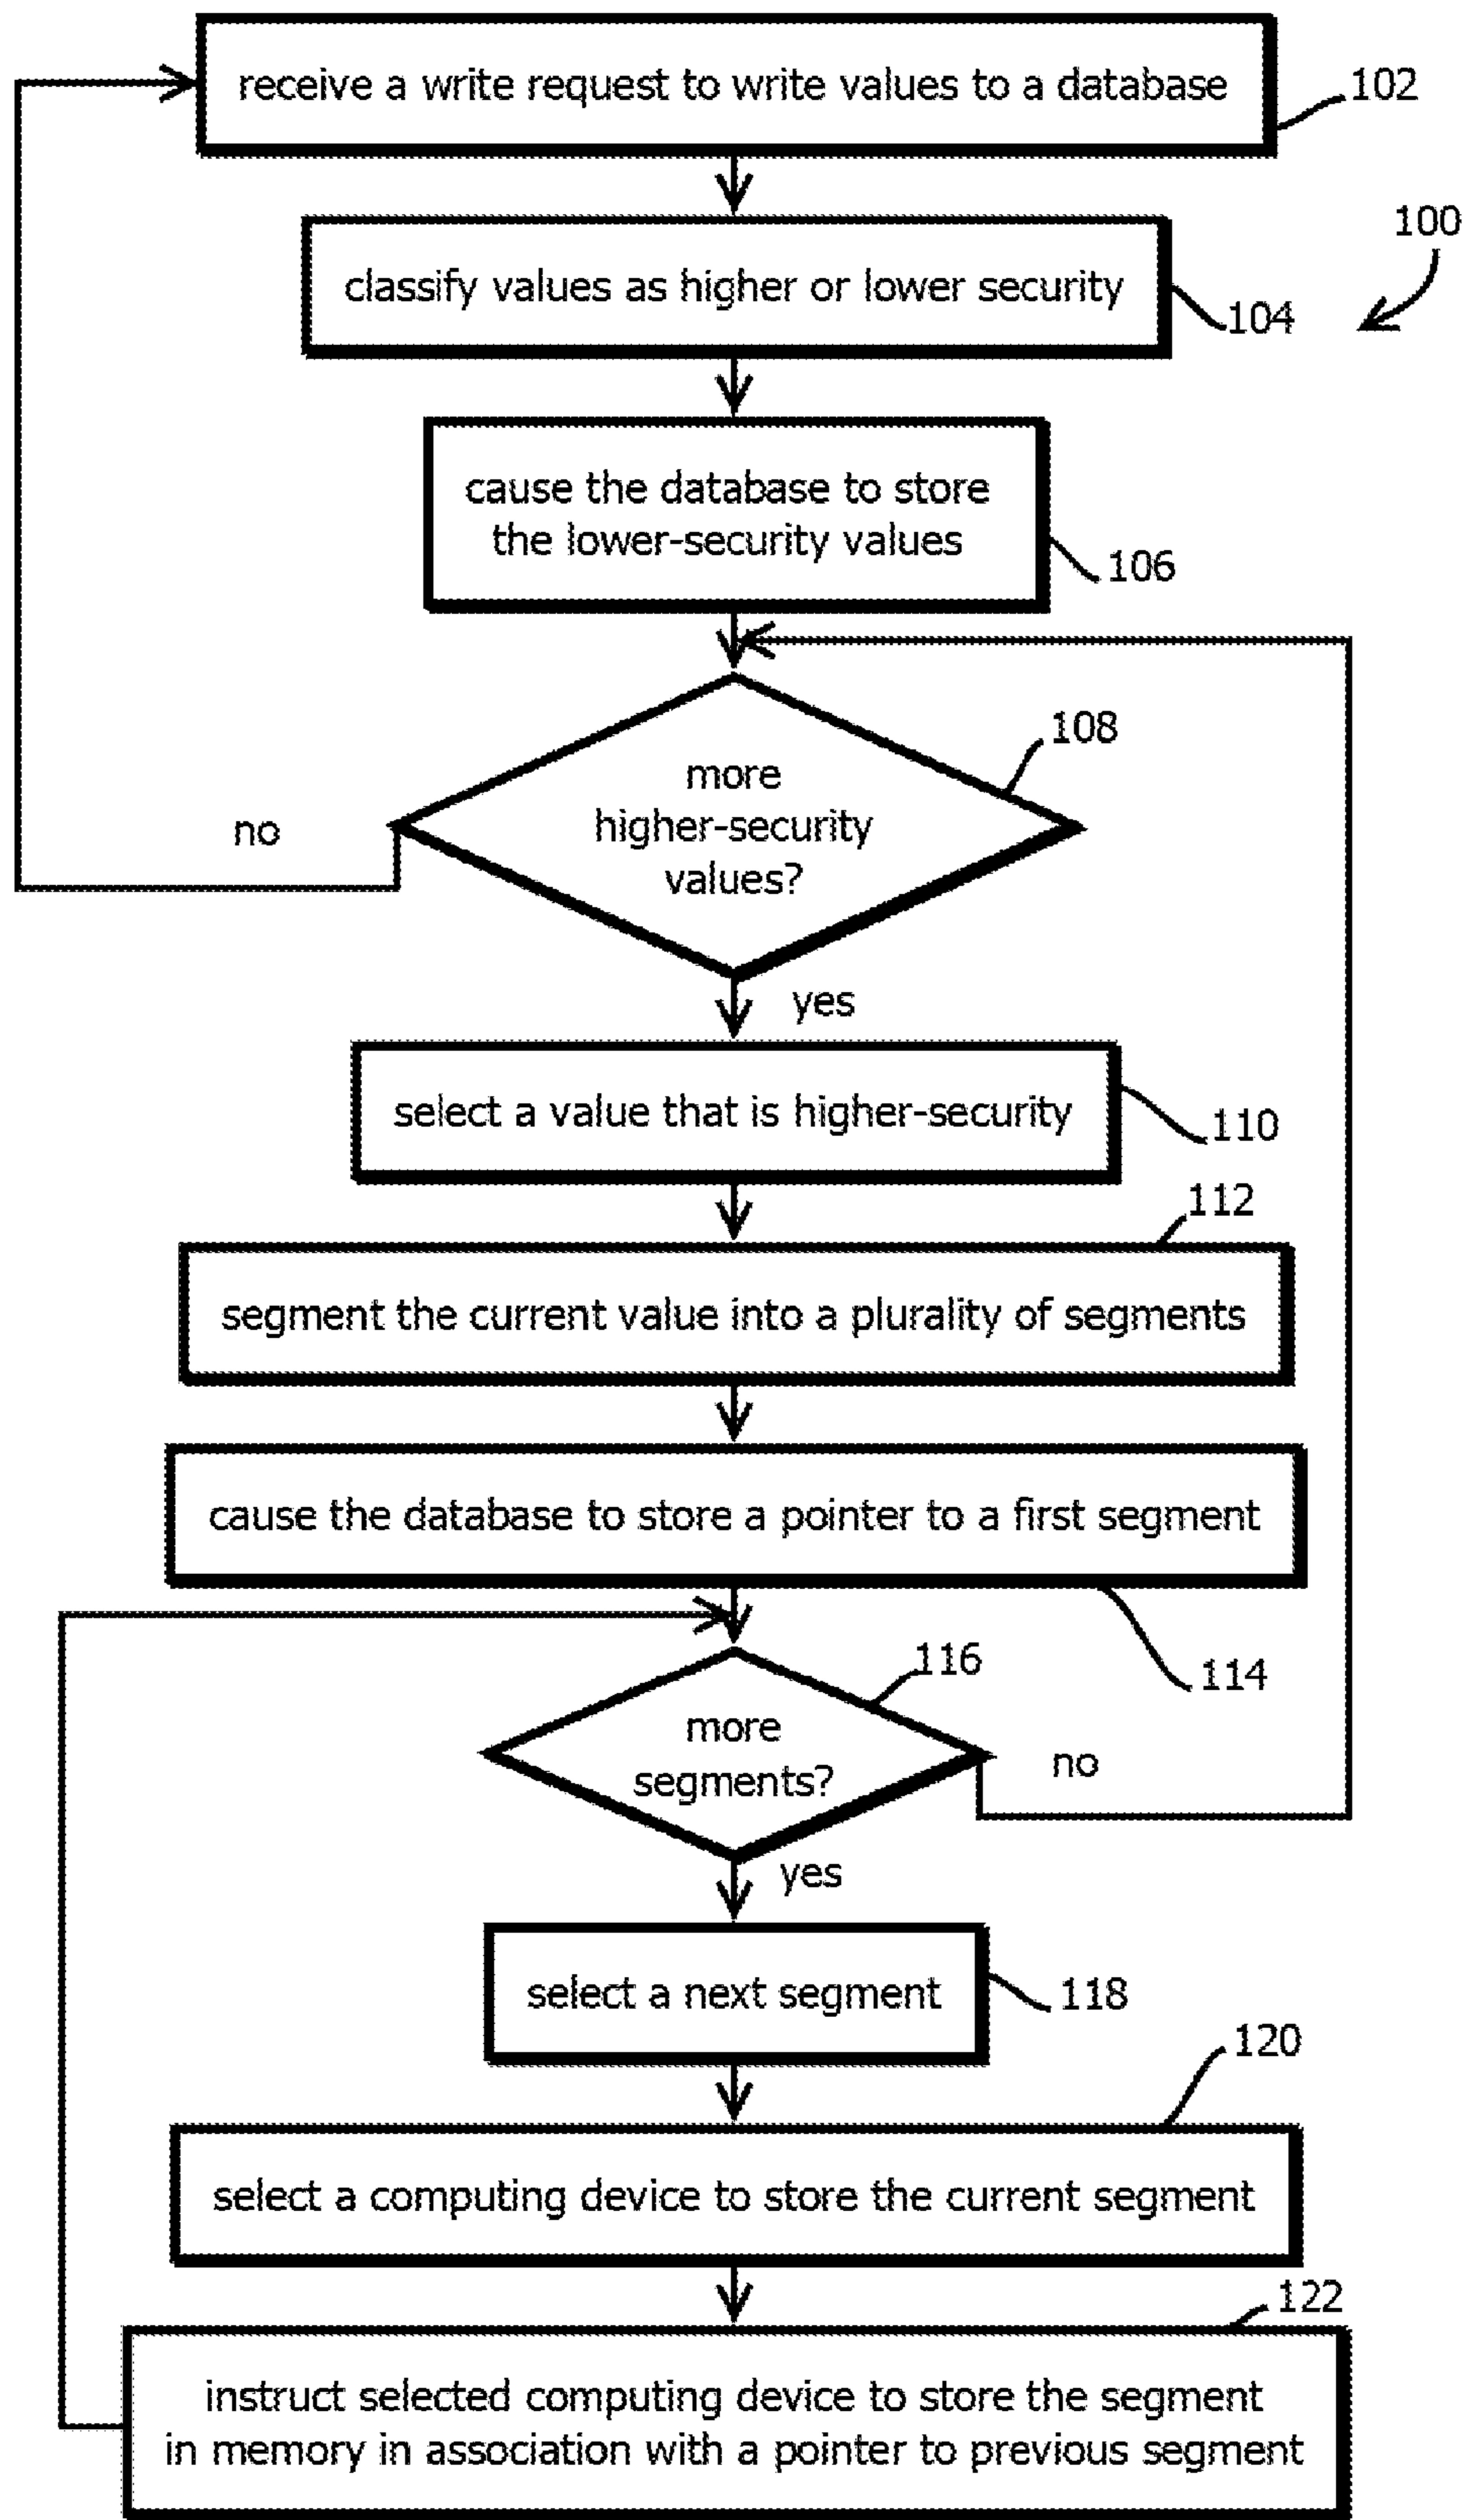 receive a write request to write values to a database
102
100
classify values as higher or lower security
104
cause the database to store
the lower-security values
106
108
more
higher-security
values?
no
yes
select a value that is higher-security
110
112
segment the current value into a plurality of segments
cause the database to store a pointer to a first segment
114
116
more
segments?
no
yes
select a next segment
118
120
select a computing device to store the current segment
122
instruct selected computing device to store the segment
in memory in association with a pointer to previous segment